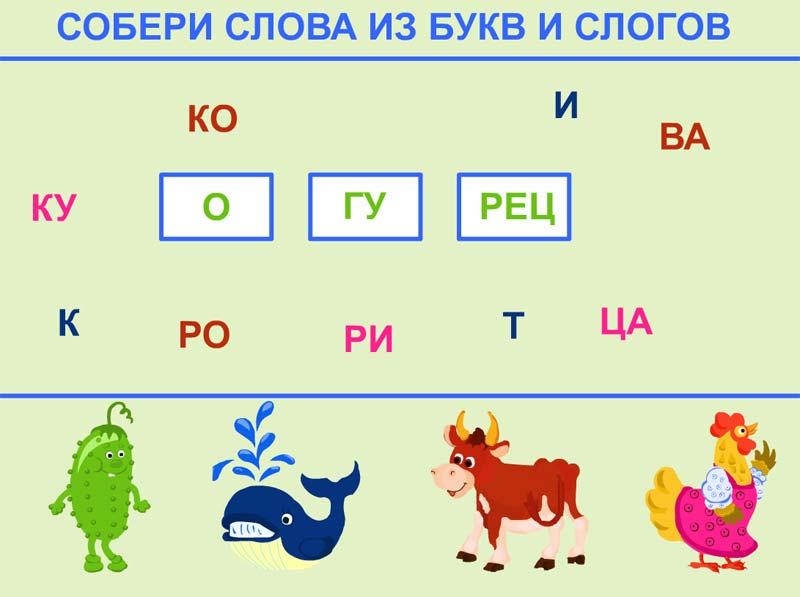 СОБЕРИ СЛОВА ИЗ БУКВ И СЛОГОВ
КО
И
ВА
КУ
О ГУ РЕЦ
К
РО
РИ
Т
ЦА